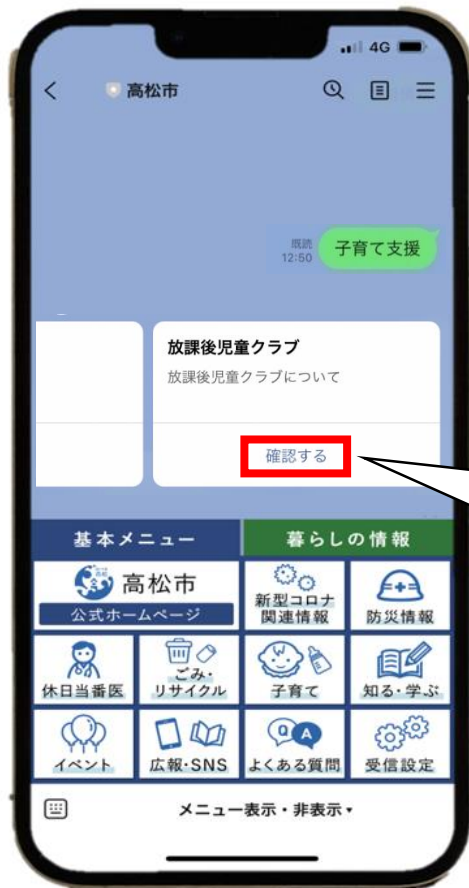 4G
高松市
既読
12:50
子育て支援
放課後児童クラブ
放課後児童クラブについて
確認する
基本メニュー
暮らしの情報
高松市
公式ホームページ
新型コロナ
関連情報
防災情報
休日当番医
ごみ・
リサイクル
子育て
知る・学ぶ
イベント
広報・SNS
Q A
よくある質問
受信設定
メニュー表示・非表示▾